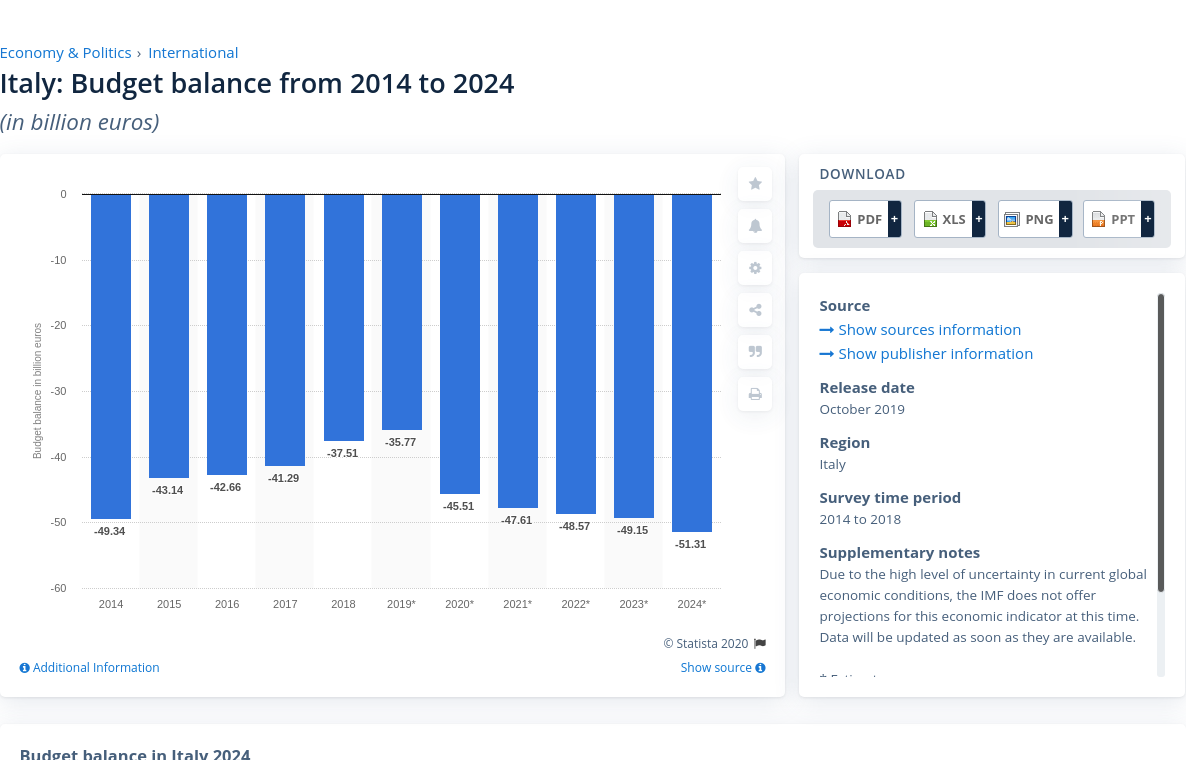 Economy & Politics › International
Italy: Budget balance from 2014 to 2024
(in billion euros)
Budget balance in billion euros
0
-10
-20
-30
-40
-50
-60
-49.34
-43.14
-42.66
-41.29
-37.51
-35.77
-45.51
-47.61
-48.57
-49.15
-51.31
2014 2015 2016 2017 2018 2019* 2020* 2021* 2022* 2023* 2024*
© Statista 2020
Additional Information
Show source
DOWNLOAD
PDF + XLS + PNG + PPT +
Source
Show sources information
Show publisher information
Release date
October 2019
Region
Italy
Survey time period
2014 to 2018
Supplementary notes
Due to the high level of uncertainty in current global
economic conditions, the IMF does not offer
projections for this economic indicator at this time.
Data will be updated as soon as they are available.
Budget balance in Italy 2024